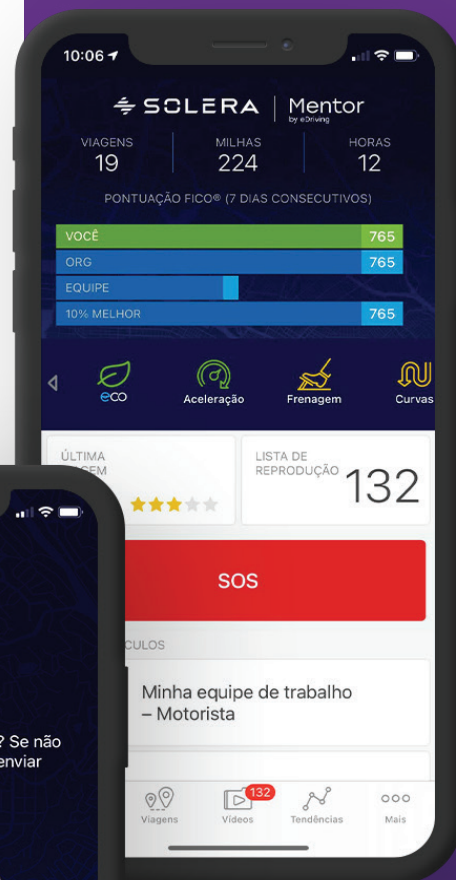 10:06
SOLERA Mentor
by eDriving
VIAGENS MILHAS HORAS
19 224 12
PONTUAÇÃO FICO® (7 DIAS CONSECUTIVOS)
VOCÊ 765
ORG 765
EQUIPE
10% MELHOR 765
eco Aceleração Frenagem Curvas
ÚLTIMA
LISTA DE
REPRODUÇÃO 132
SOS
CULOS
Minha equipe de trabalho
– Motorista
? Se não
enviar
132
Viagens Vídeos Tendências Mais